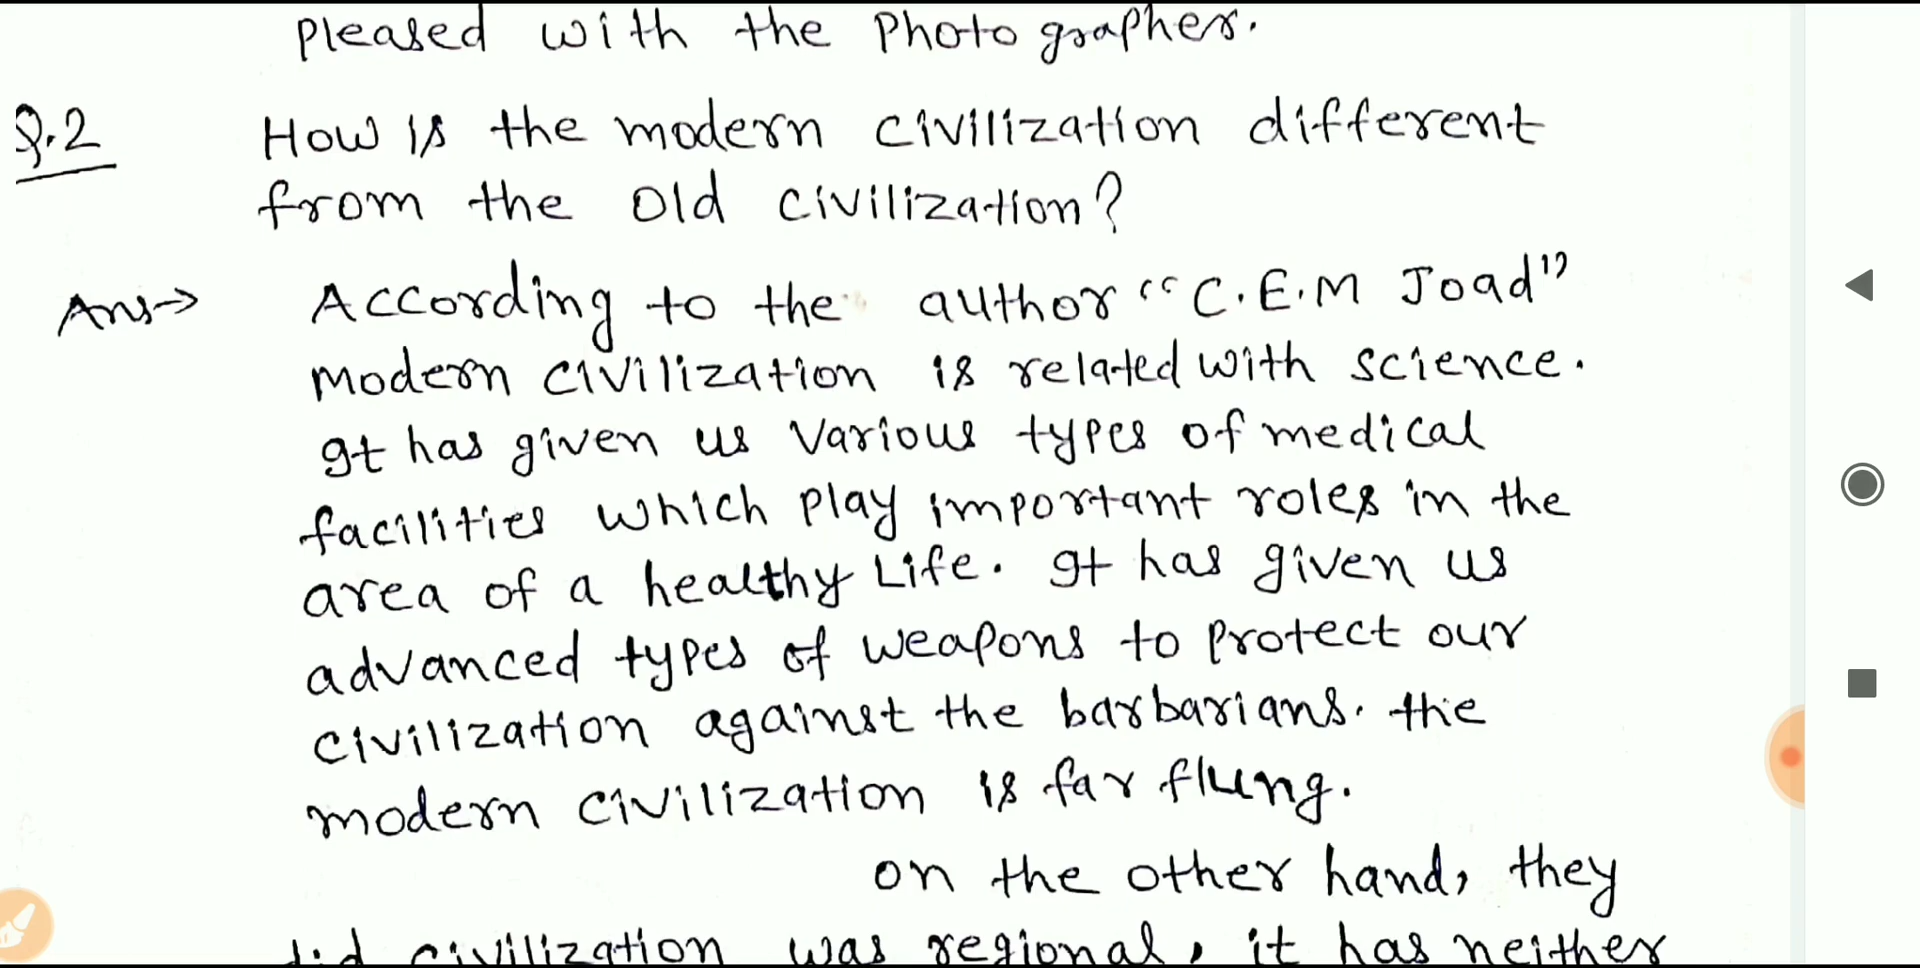 pleased with the Photographer.
Q.2 How is the modern civilization different
from the old civilization?
Ans→ According to the author "C.E.M Joad"
modern civilization is related with science.
It has given us various types of medical
facilities which play important roles in the
area of a healthy Life. It has given us
advanced types of weapons to protect our
civilization against the barbarians. the
modern civilization is far flung.
on the other hand, they
did civilization was regional, it has neither